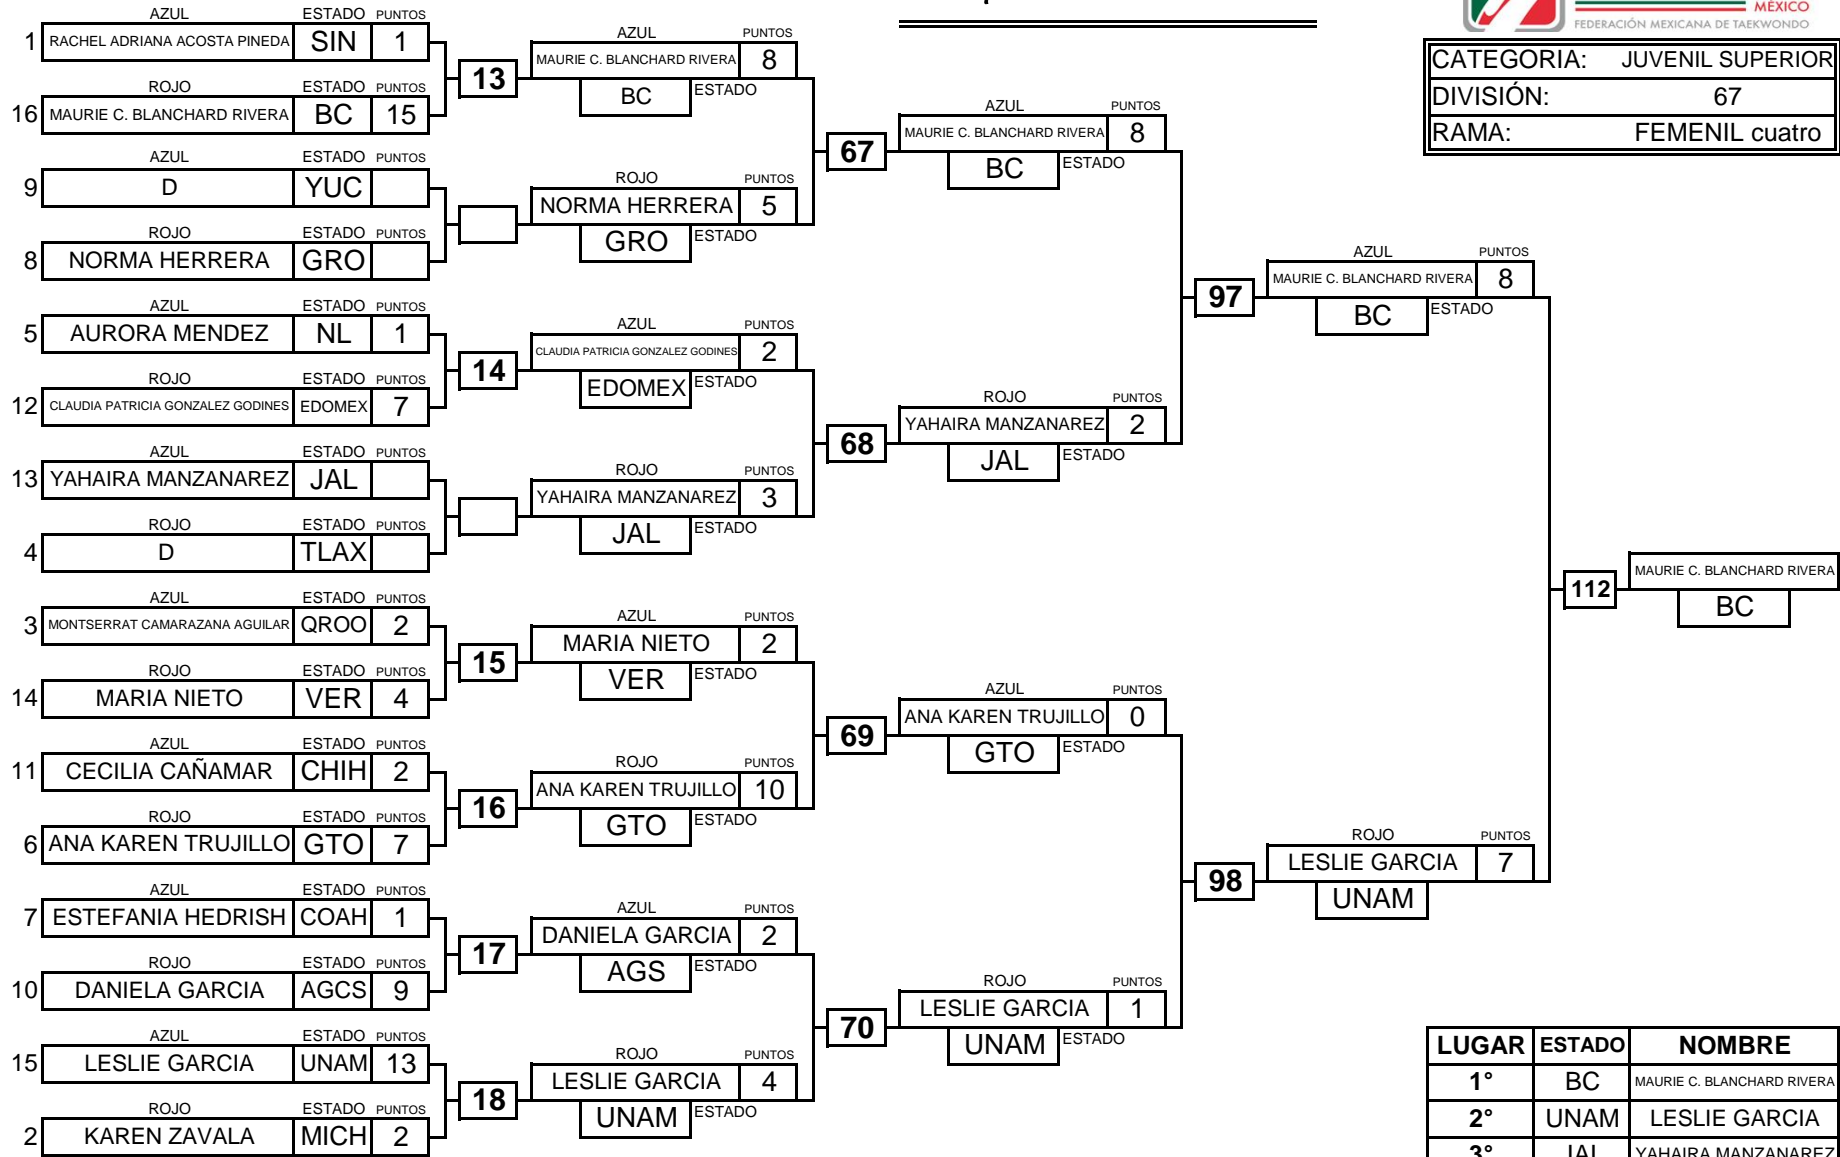 MÉXICO
FEDERACIÓN MEXICANA DE TAEKWONDO
CATEGORIA: JUVENIL SUPERIOR
DIVISIÓN: 67
RAMA: FEMENIL cuatro
AZUL ESTADO PUNTOS
1 RACHEL ADRIANA ACOSTA PINEDA SIN 1
ROJO ESTADO PUNTOS
16 MAURIE C. BLANCHARD RIVERA BC 15
AZUL ESTADO PUNTOS
9 D YUC
ROJO ESTADO PUNTOS
8 NORMA HERRERA GRO
AZUL ESTADO PUNTOS
5 AURORA MENDEZ NL 1
ROJO ESTADO PUNTOS
12 CLAUDIA PATRICIA GONZALEZ GODINES EDOMEX 7
AZUL ESTADO PUNTOS
13 YAHAIRA MANZANAREZ JAL
ROJO ESTADO PUNTOS
4 D TLAX
AZUL ESTADO PUNTOS
3 MONTSERRAT CAMARAZANA AGUILAR QROO 2
ROJO ESTADO PUNTOS
14 MARIA NIETO VER 4
AZUL ESTADO PUNTOS
11 CECILIA CAÑAMAR CHIH 2
ROJO ESTADO PUNTOS
6 ANA KAREN TRUJILLO GTO 7
AZUL ESTADO PUNTOS
7 ESTEFANIA HEDRISH COAH 1
ROJO ESTADO PUNTOS
10 DANIELA GARCIA AGCS 9
AZUL ESTADO PUNTOS
15 LESLIE GARCIA UNAM 13
ROJO ESTADO PUNTOS
2 KAREN ZAVALA MICH 2
13
14
15
16
17
18
AZUL PUNTOS
MAURIE C. BLANCHARD RIVERA 8
BC ESTADO
ROJO PUNTOS
NORMA HERRERA 5
GRO ESTADO
AZUL PUNTOS
CLAUDIA PATRICIA GONZALEZ GODINES 2
EDOMEX ESTADO
ROJO PUNTOS
YAHAIRA MANZANAREZ 3
JAL ESTADO
AZUL PUNTOS
MARIA NIETO 2
VER ESTADO
ROJO PUNTOS
ANA KAREN TRUJILLO 10
GTO ESTADO
AZUL PUNTOS
DANIELA GARCIA 2
AGS ESTADO
ROJO PUNTOS
LESLIE GARCIA 4
UNAM ESTADO
67
68
69
70
AZUL PUNTOS
MAURIE C. BLANCHARD RIVERA 8
BC ESTADO
ROJO PUNTOS
YAHAIRA MANZANAREZ 2
JAL ESTADO
AZUL PUNTOS
ANA KAREN TRUJILLO 0
GTO ESTADO
ROJO PUNTOS
LESLIE GARCIA 1
UNAM ESTADO
97
98
AZUL PUNTOS
MAURIE C. BLANCHARD RIVERA 8
BC ESTADO
ROJO PUNTOS
LESLIE GARCIA 7
UNAM
112
MAURIE C. BLANCHARD RIVERA
BC
LUGAR ESTADO NOMBRE
1° BC MAURIE C. BLANCHARD RIVERA
2° UNAM LESLIE GARCIA
3° JAL YAHAIRA MANZANAREZ